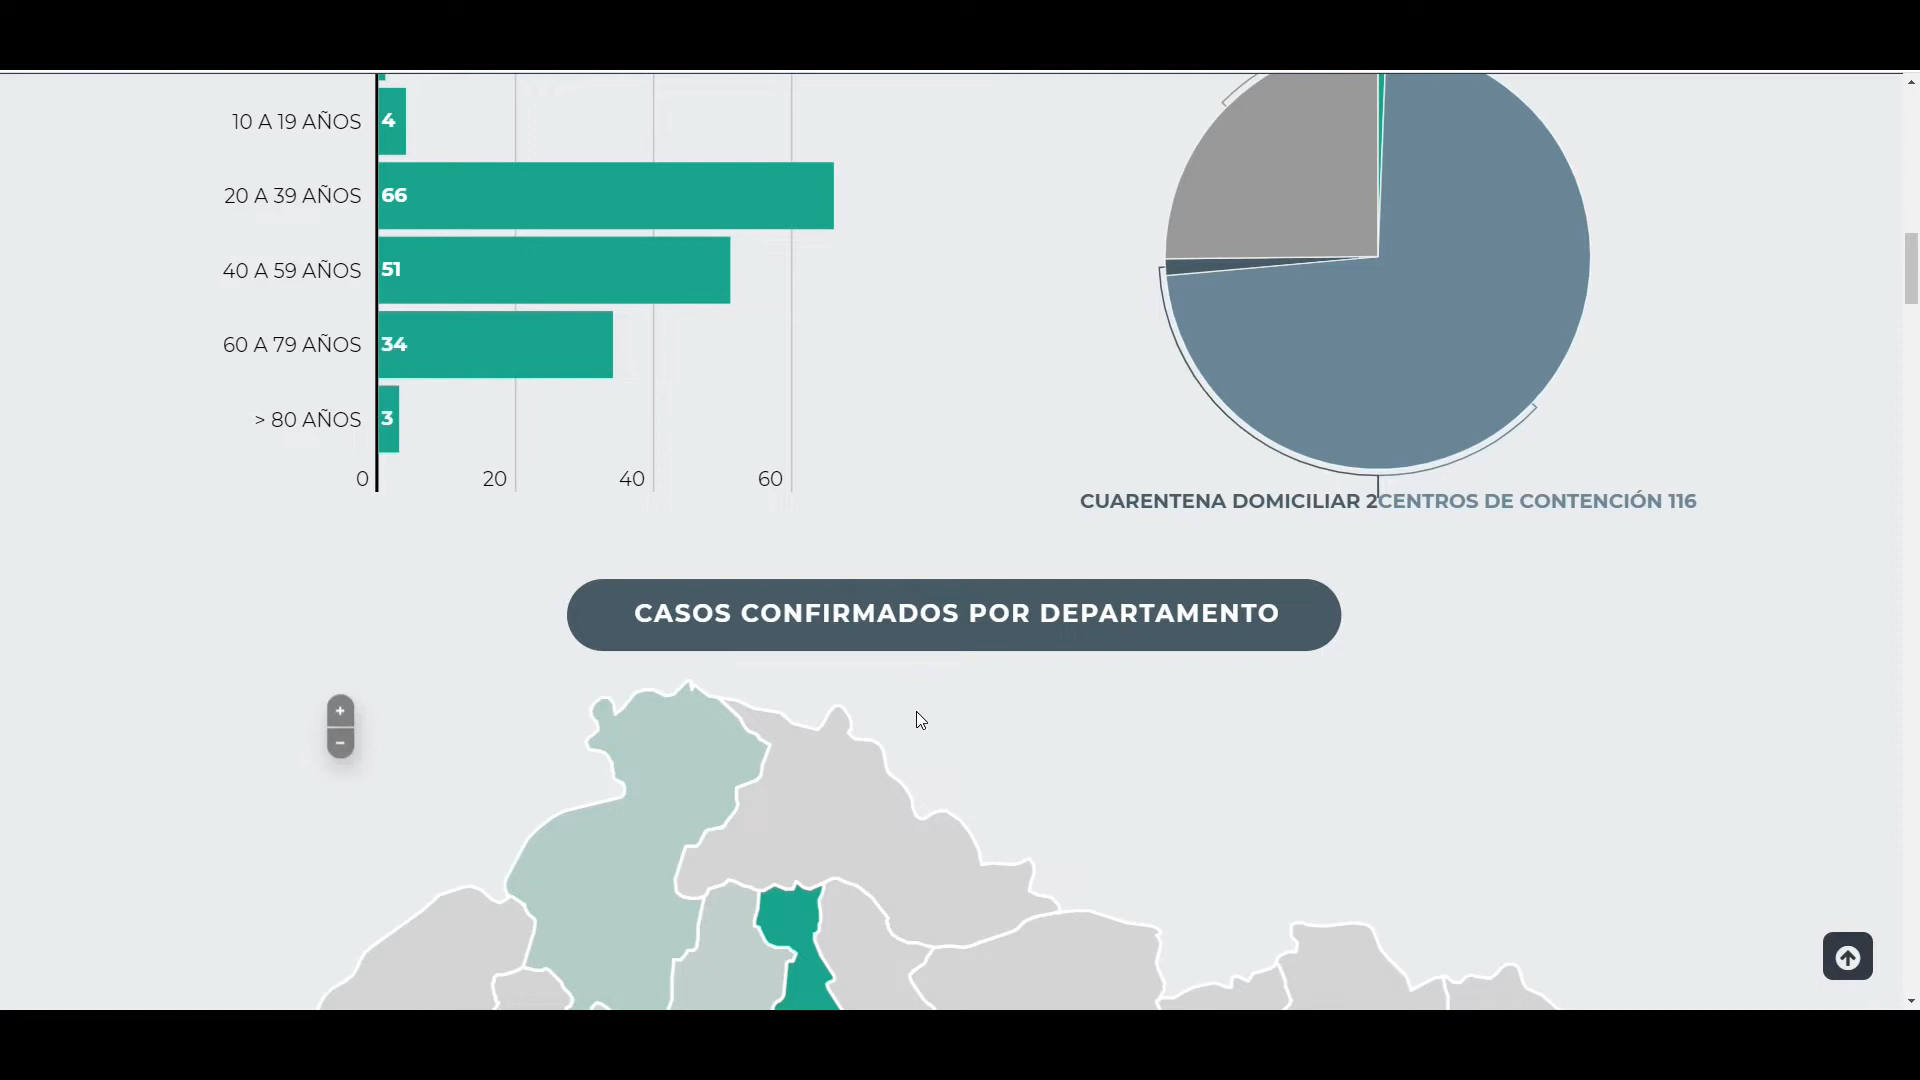 10 A 19 AÑOS 4
20 A 39 AÑOS 66
40 A 59 AÑOS 51
60 A 79 AÑOS 34
> 80 AÑOS 3
0 20 40 60
CUARENTENA DOMICILIAR 2
CENTROS DE CONTENCIÓN 116
CASOS CONFIRMADOS POR DEPARTAMENTO
+
−